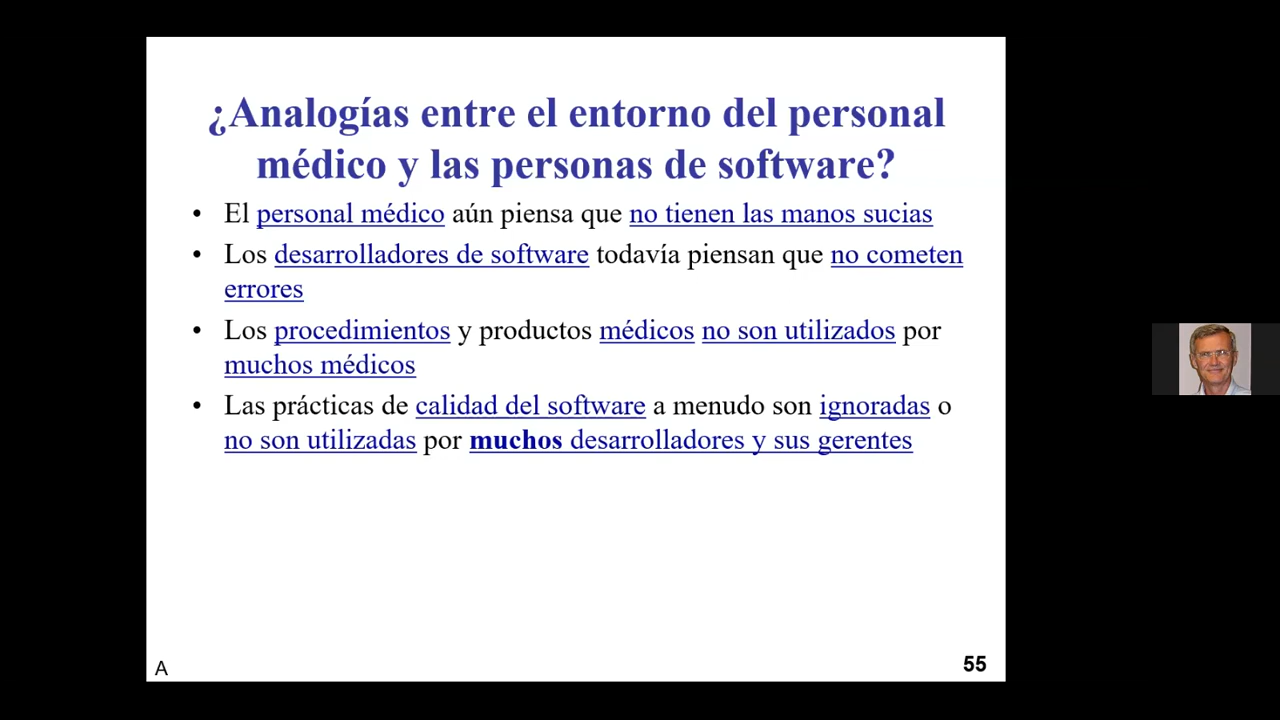 ¿Analogías entre el entorno del personal
médico y las personas de software?
• El personal médico aún piensa que no tienen las manos sucias
• Los desarrolladores de software todavía piensan que no cometen
errores
• Los procedimientos y productos médicos no son utilizados por
muchos médicos
• Las prácticas de calidad del software a menudo son ignoradas o
no son utilizadas por muchos desarrolladores y sus gerentes
A
55